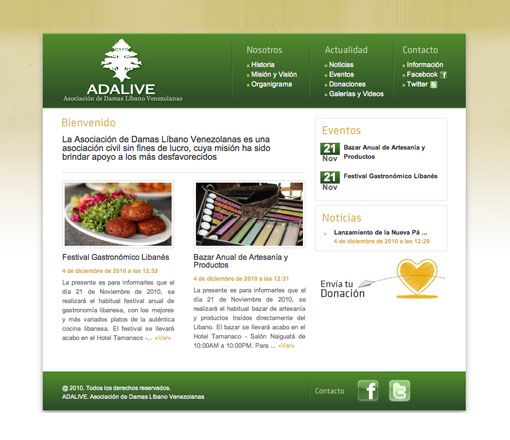 ADALIVE
Asociación de Damas Líbano Venezolanas
Nosotros
Historia
Misión y Visión
Organigrama
Actualidad
Noticias
Eventos
Donaciones
Galerías y Videos
Contacto
Información
Facebook
Twitter
Bienvenido
La Asociación de Damas Líbano Venezolanas es una
asociación civil sin fines de lucro, cuya misión ha sido
brindar apoyo a los más desfavorecidos
Festival Gastronómico Libanés
4 de diciembre de 2010 a las 12:32
La presente es para informarles que el
día 21 de Noviembre de 2010, se
realizará el habitual festival anual de
gastronomía libanesa, con los mejores
y más variados platos de la auténtica
cocina libanesa. El festival se llevará
acabo en el Hotel Tamanaco -... «Ver»
Bazar Anual de Artesanía y
Productos
4 de diciembre de 2010 a las 12:31
La presente es para informarles que el
día 21 de Noviembre de 2010, se
realizará el habitual bazar de artesanía
y productos traídos directamente del
Líbano. El bazar se llevará acabo en el
Hotel Tamanaco - Salón Naiguatá de
10:00AM a 10:00PM. Para ... «Ver»
Eventos
21
Nov
Bazar Anual de Artesanía y
Productos
21
Nov
Festival Gastronómico Libanés
Noticias
» Lanzamiento de la Nueva Pá ...
4 de diciembre de 2010 a las 12:29
Envía tu
Donación
@ 2010. Todos los derechos reservados.
ADALIVE. Asociación de Damas Líbano Venezolanas
Contacto